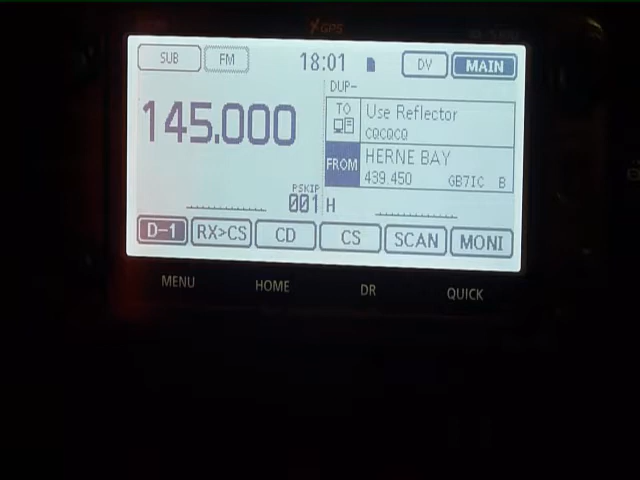 GPS
SUB FM 18:01 DV MAIN
DUP-
145.000
TO Use Reflector
CQCQCQ
FROM HERNE BAY
439.450 GB7IC B
PSKIP
001 H
D-1 RX>CS CD CS SCAN MONI
MENU HOME DR QUICK